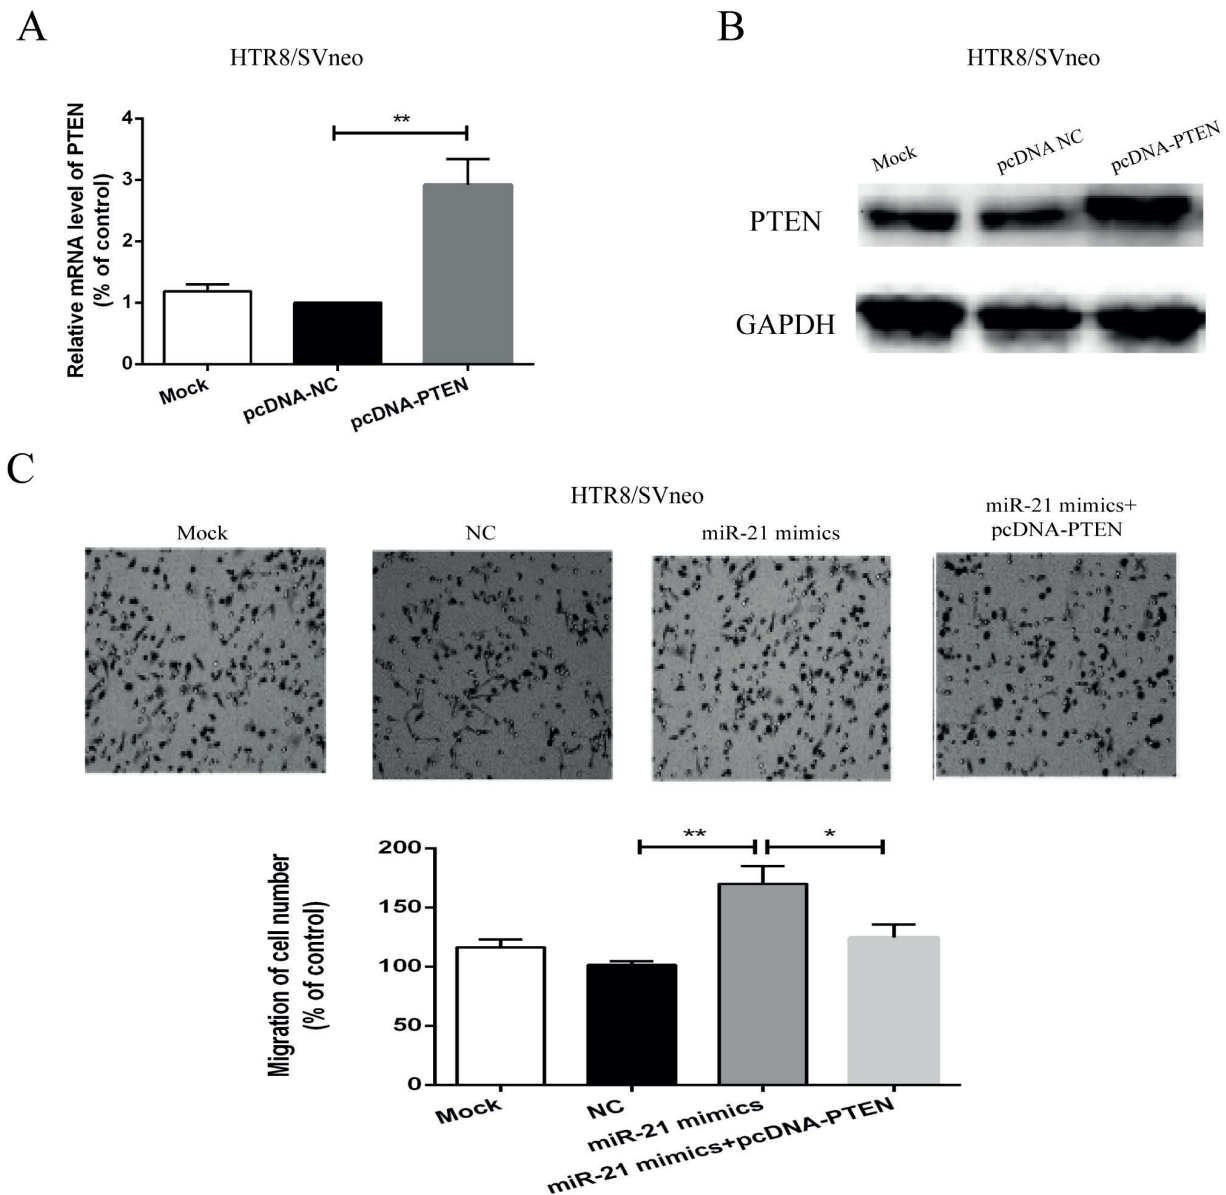 A
HTR8/SVneo
Relative mRNA level of PTEN
(% of control)
4
3
2
1
0
**
Mock
pcDNA-NC
pcDNA-PTEN
B
HTR8/SVneo
Mock
pcDNA NC
pcDNA-PTEN
PTEN
GAPDH
C
HTR8/SVneo
Mock
NC
miR-21 mimics
miR-21 mimics+
pcDNA-PTEN
Migration of cell number
(% of control)
200
150
100
50
0
**
*
Mock
NC
miR-21 mimics
miR-21 mimics+pcDNA-PTEN